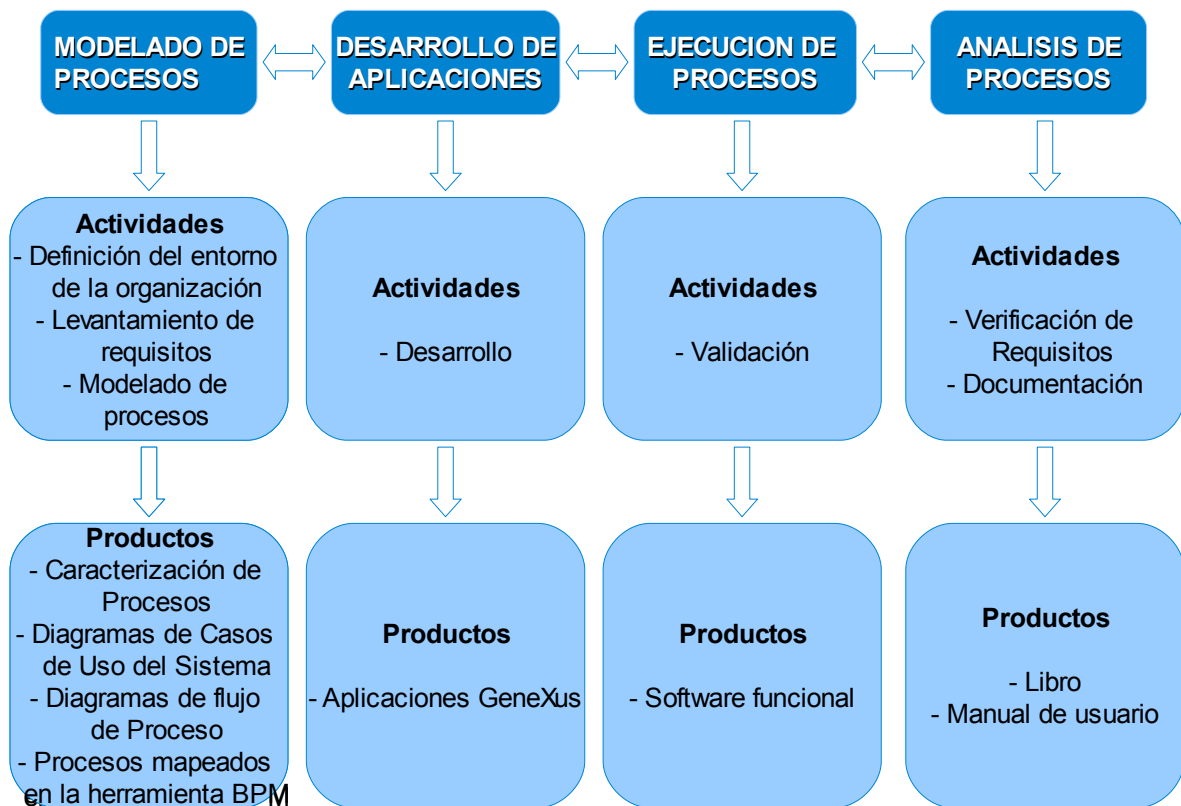 MODELADO DE
PROCESOS
DESARROLLO DE
APLICACIONES
EJECUCION DE
PROCESOS
ANALISIS DE
PROCESOS
Actividades
- Definición del entorno
de la organización
- Levantamiento de
requisitos
- Modelado de
procesos
Actividades
- Desarrollo
Actividades
- Validación
Actividades
- Verificación de
Requisitos
- Documentación
Productos
- Caracterización de
Procesos
- Diagramas de Casos
de Uso del Sistema
- Diagramas de flujo
de Proceso
- Procesos mapeados
en la herramienta BPM
Productos
- Aplicaciones GeneXus
Productos
- Software funcional
Productos
- Libro
- Manual de usuario